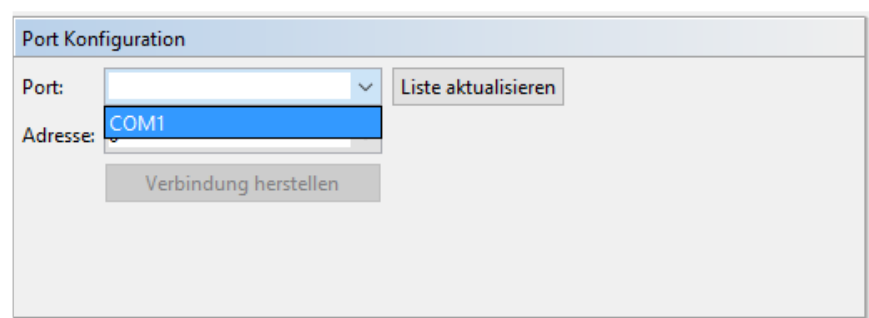 Port Konfiguration
Port:
Liste aktualisieren
COM1
Adresse:
Verbindung herstellen